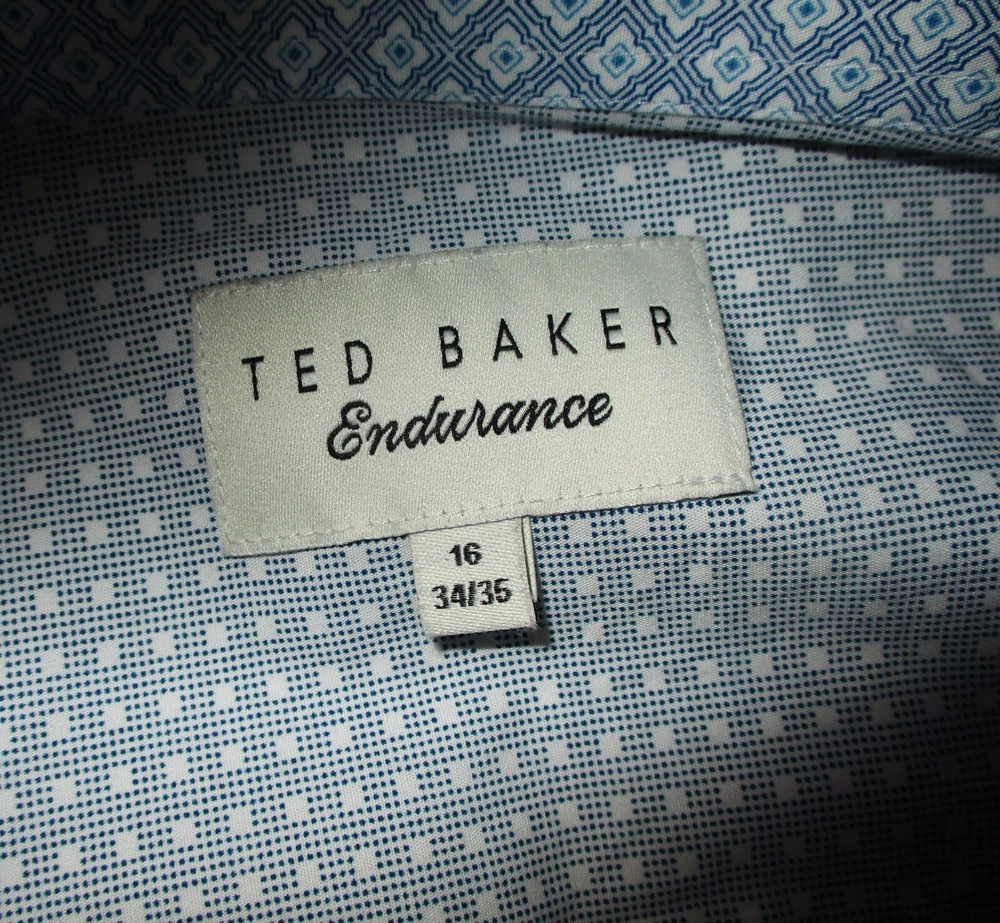 TED BAKER
Endurance
16
34/35